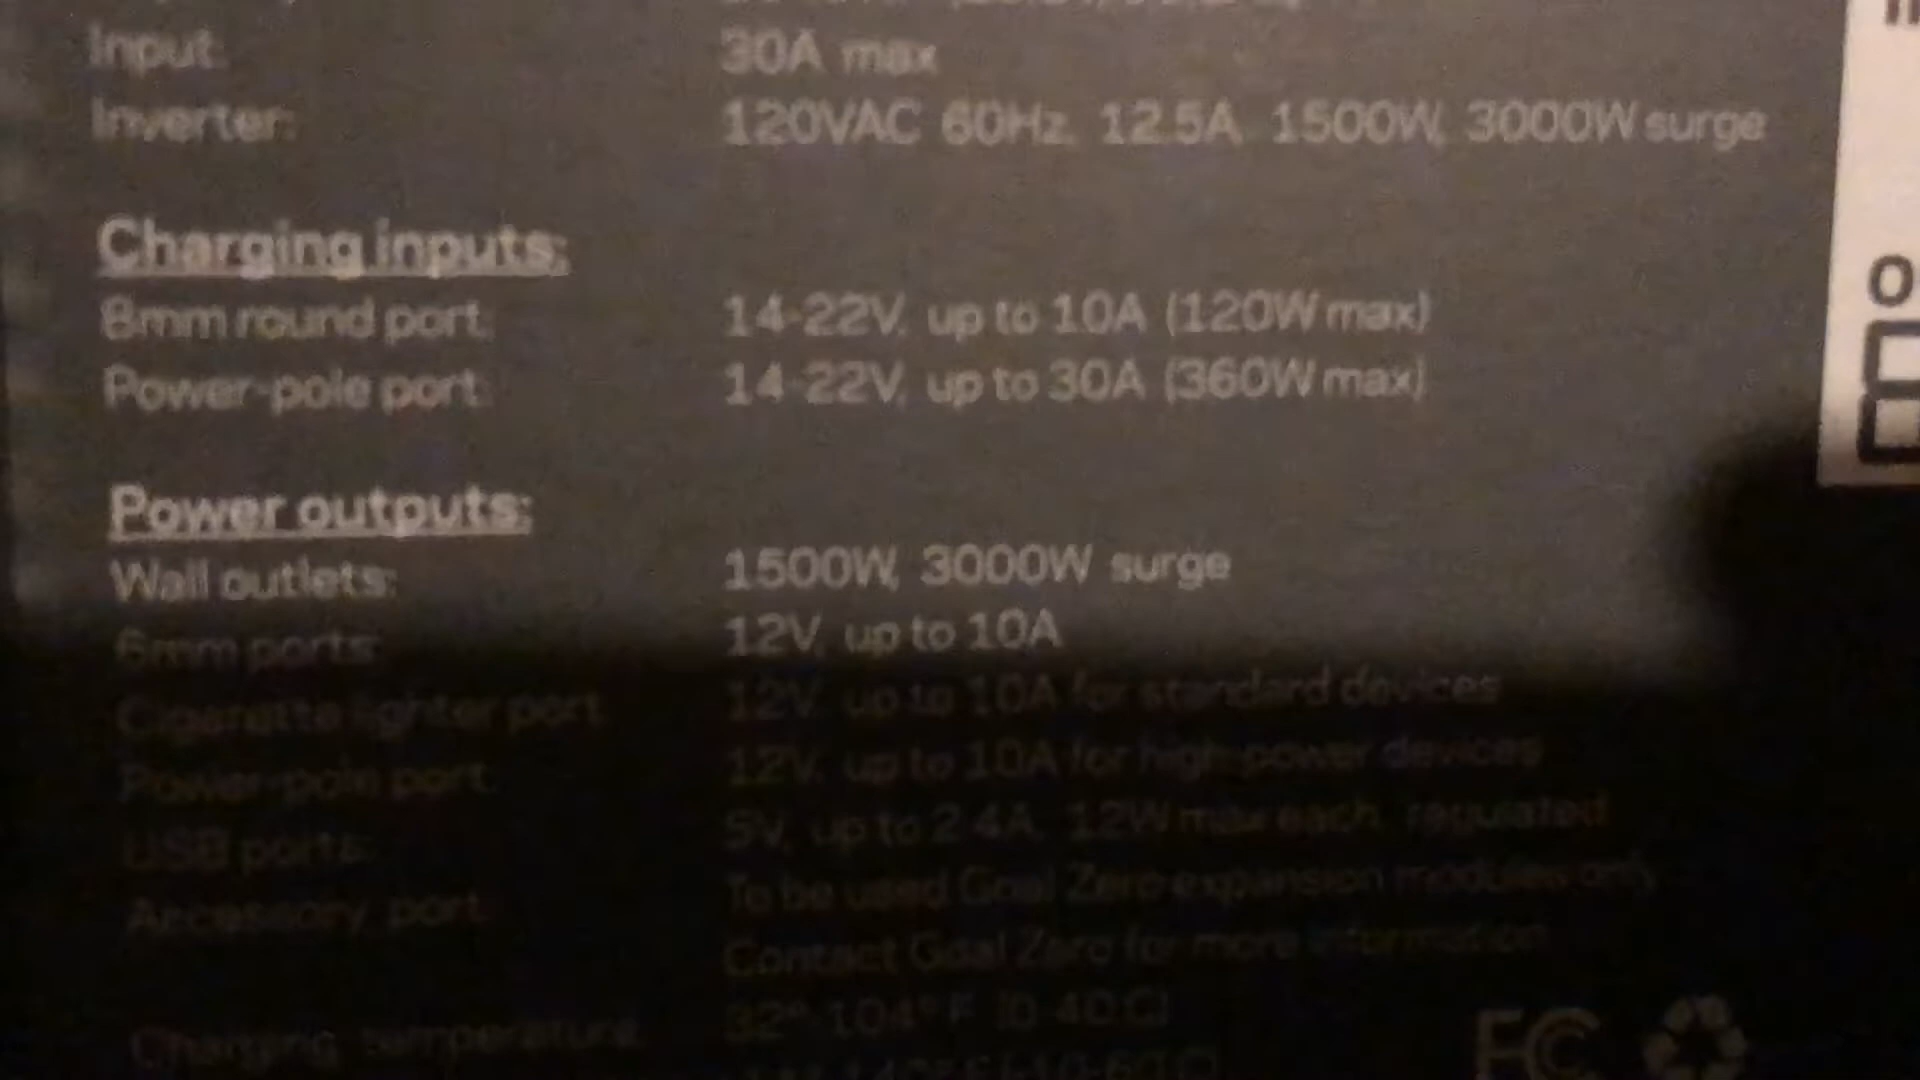 Input: 30A max
Inverter: 120VAC 60Hz, 12.5A, 1500W, 3000W surge
Charging inputs:
8mm round port: 14-22V, up to 10A (120W max)
Power-pole port: 14-22V, up to 30A (360W max)
Power outputs:
Wall outlets: 1500W, 3000W surge
6mm ports: 12V, up to 10A
Cigarette lighter port: 12V, up to 10A for standard devices
Power-pole port: 12V, up to 10A for high-power devices
USB ports: 5V, up to 2.4A, 12W max each, regulated
Accessory port: To be used Goal Zero expansion modules only
Contact Goal Zero for more information
Charging temperature: 32°-104°F (0-40 C)
FC